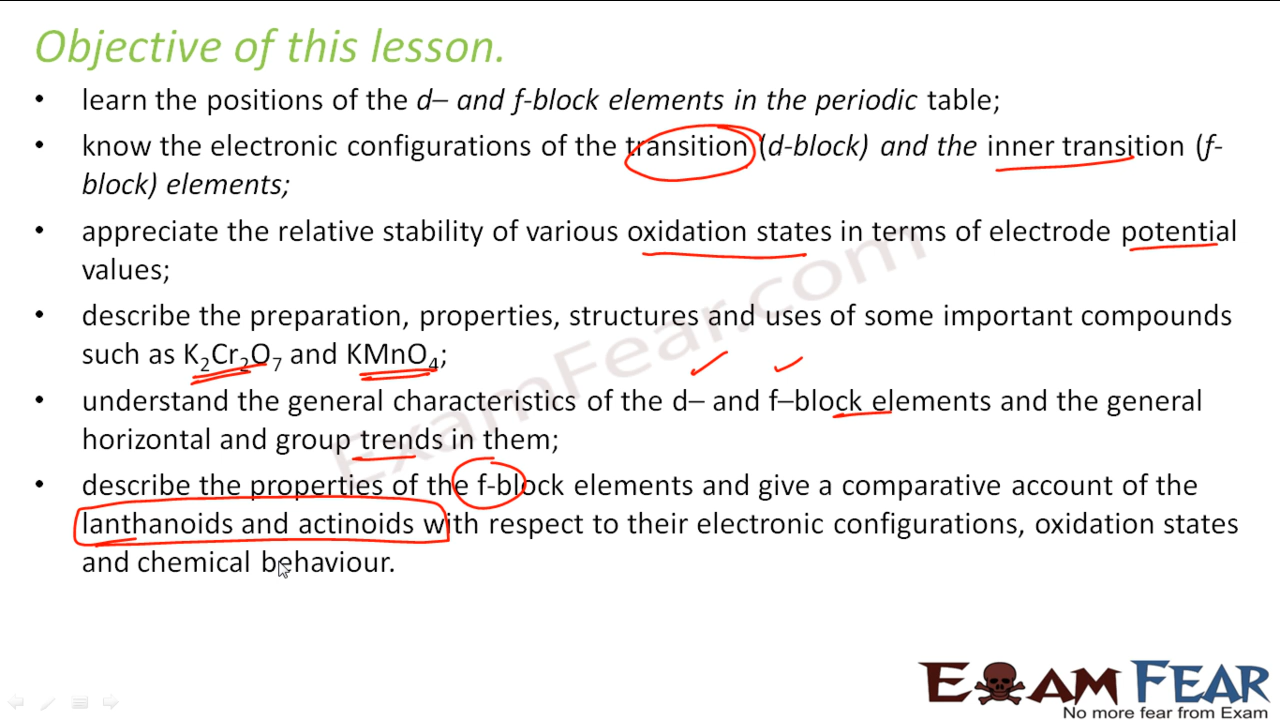 Objective of this lesson.
• learn the positions of the d– and f-block elements in the periodic table;
• know the electronic configurations of the transition (d-block) and the inner transition (f-
block) elements;
• appreciate the relative stability of various oxidation states in terms of electrode potential
values;
• describe the preparation, properties, structures and uses of some important compounds
such as K₂Cr₂O₇ and KMnO₄;
• understand the general characteristics of the d– and f–block elements and the general
horizontal and group trends in them;
• describe the properties of the f-block elements and give a comparative account of the
lanthanoids and actinoids with respect to their electronic configurations, oxidation states
and chemical behaviour.
ExamFear.com
EXAM FEAR
No more fear from Exam